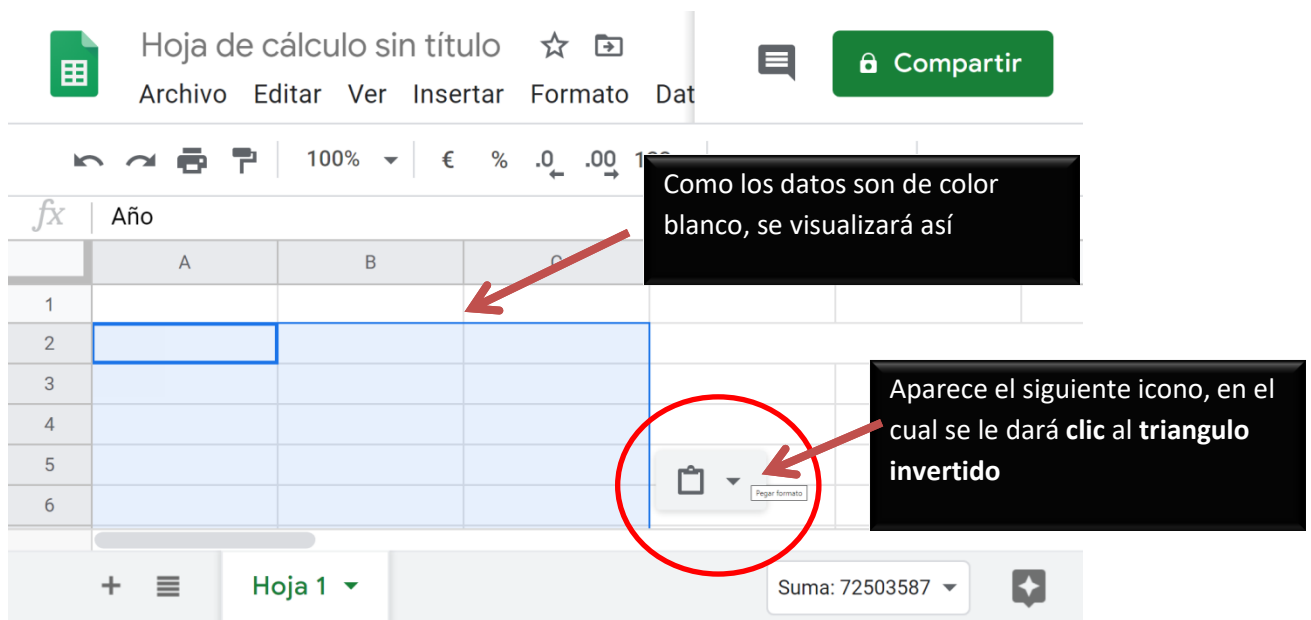 Hoja de cálculo sin título
Compartir
Archivo Editar Ver Insertar Formato Dat
100% € % .0 .00
Como los datos son de color
blanco, se visualizará así
fx Año
A B
1
2
3
Aparece el siguiente icono, en el
4
cual se le dará clic al triangulo
5
invertido
Pegar formato
6
+ Hoja 1 Suma: 72503587